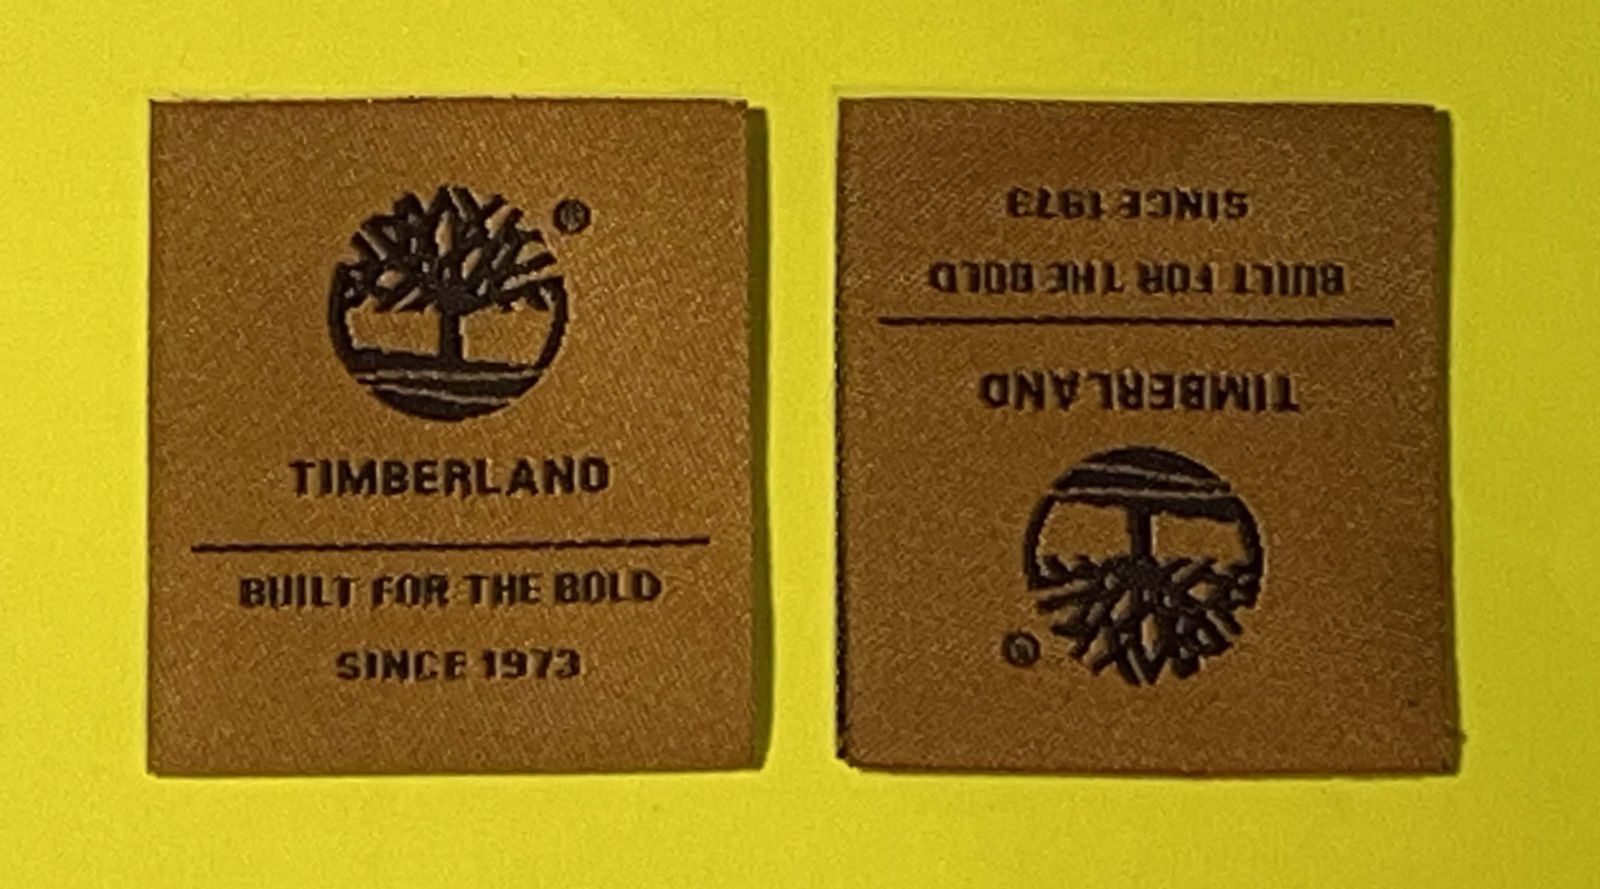 ®
TIMBERLAND
BUILT FOR THE BOLD
SINCE 1973
®
TIMBERLAND
BUILT FOR THE BOLD
SINCE 1973